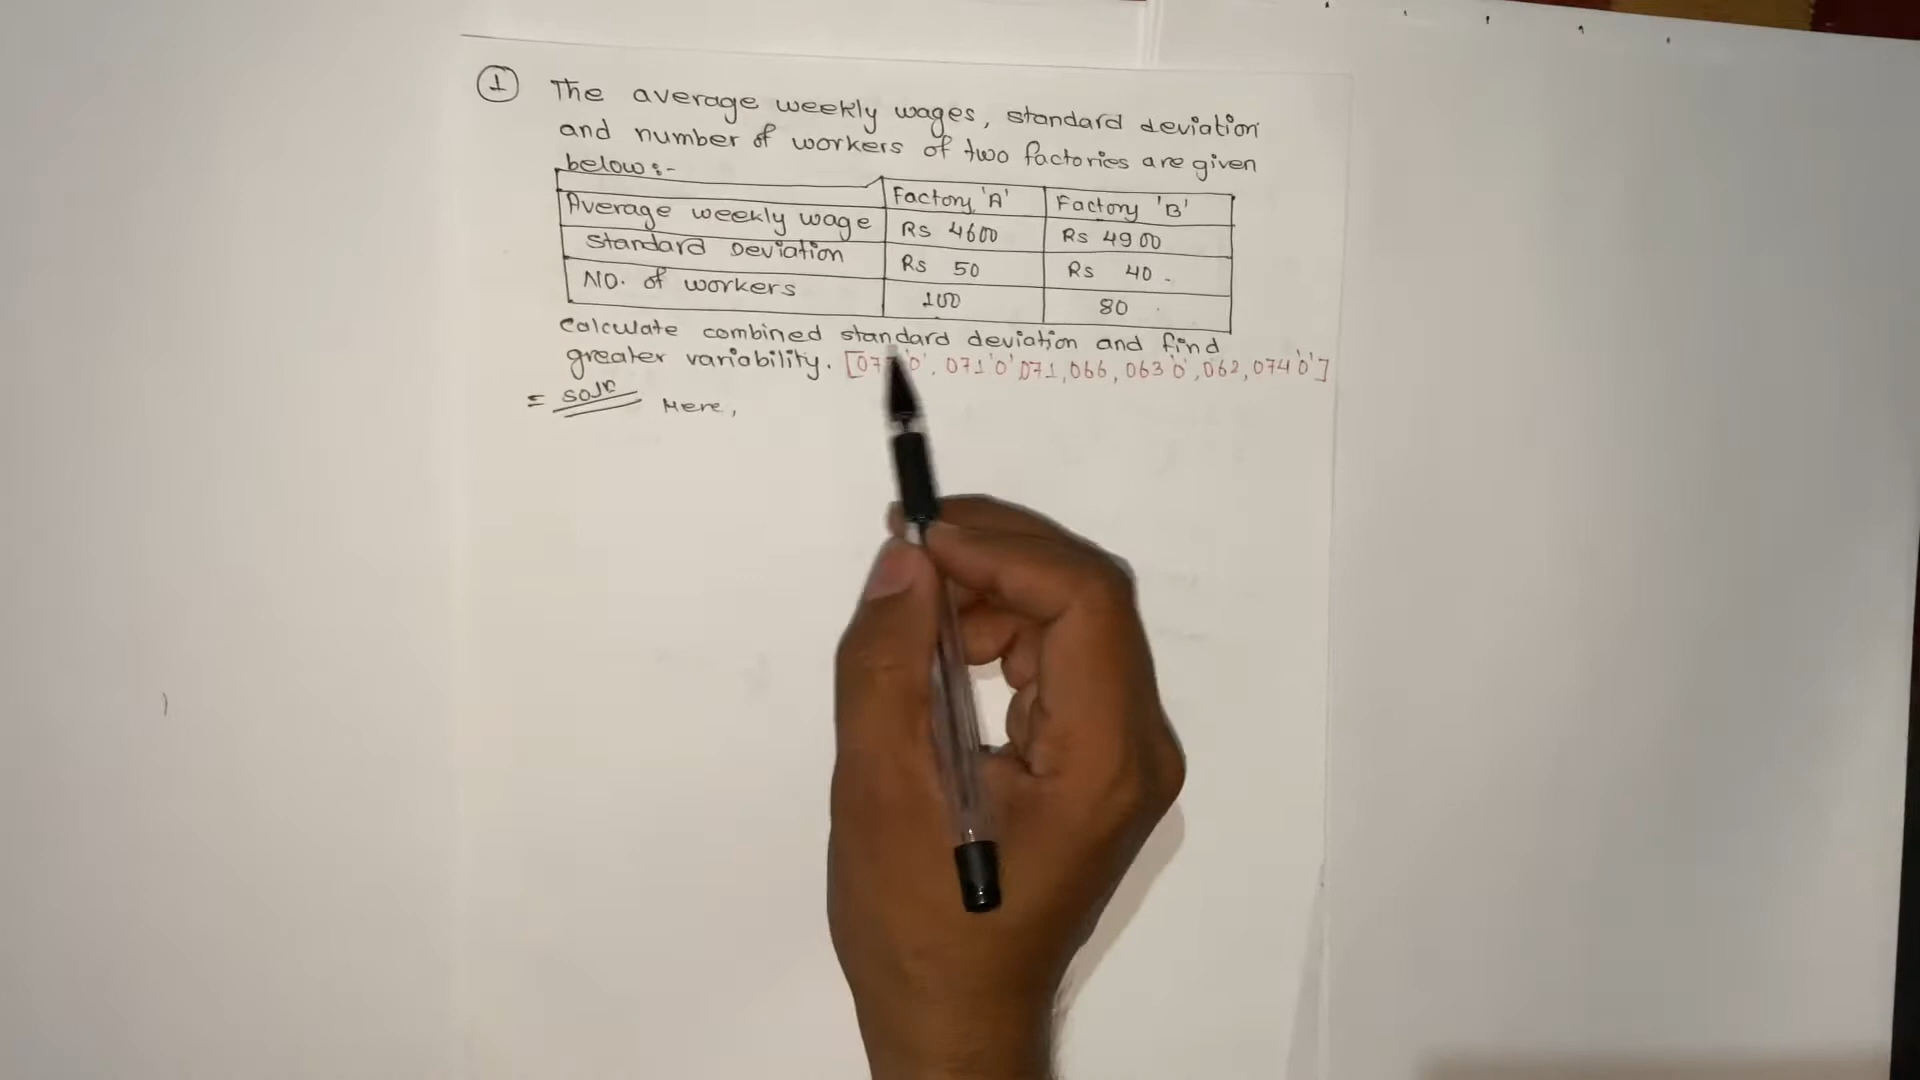 1 The average weekly wages, standard deviation
and number of workers of two factories are given
below:-
Factory 'A' Factory 'B'
Average weekly wage Rs 4600 Rs 4900
Standard Deviation Rs 50 Rs 40
NO. of workers 100 80
calculate combined standard deviation and find
greater variability. ['0', 071'0' 071, 066, 063'0', 062, 074'0']
= Soln Here,